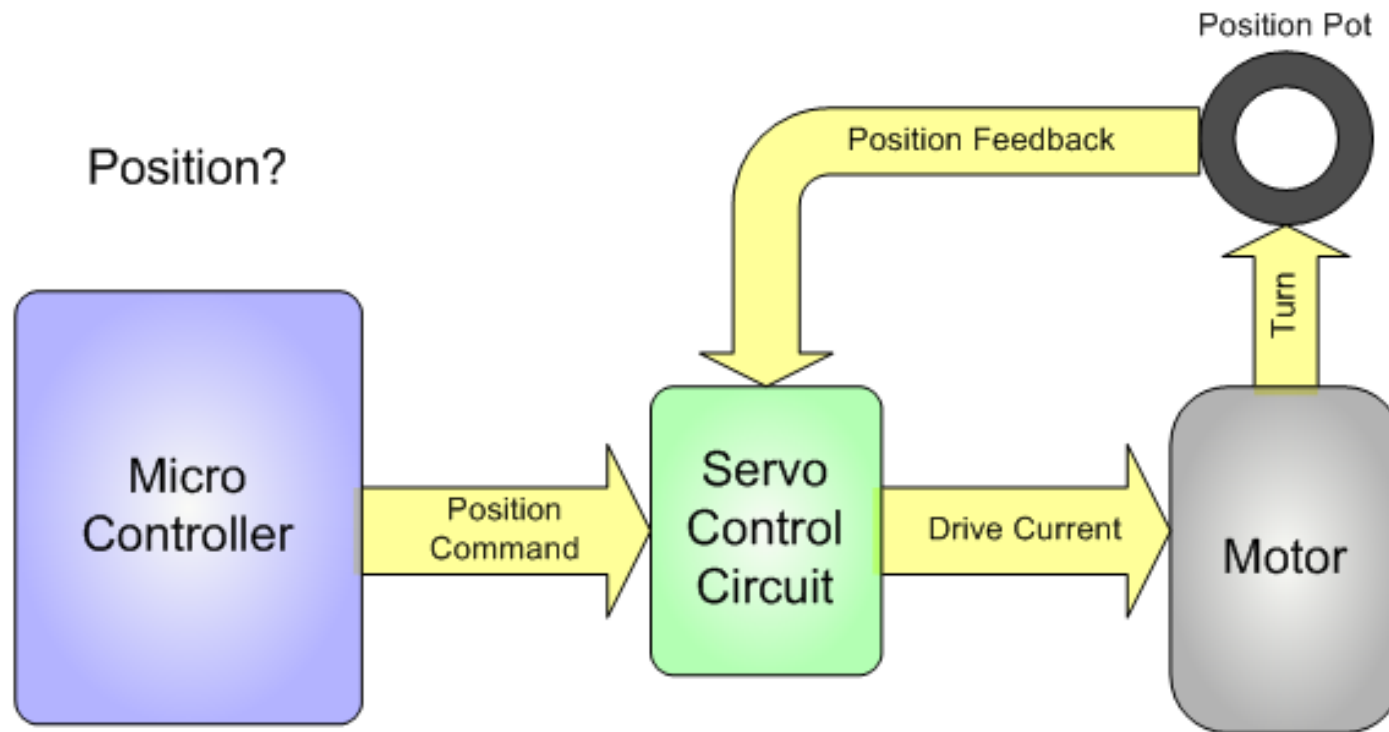 Position Pot
Position Feedback
Position?
Turn
Micro
Controller
Position
Command
Servo
Control
Circuit
Drive Current
Motor